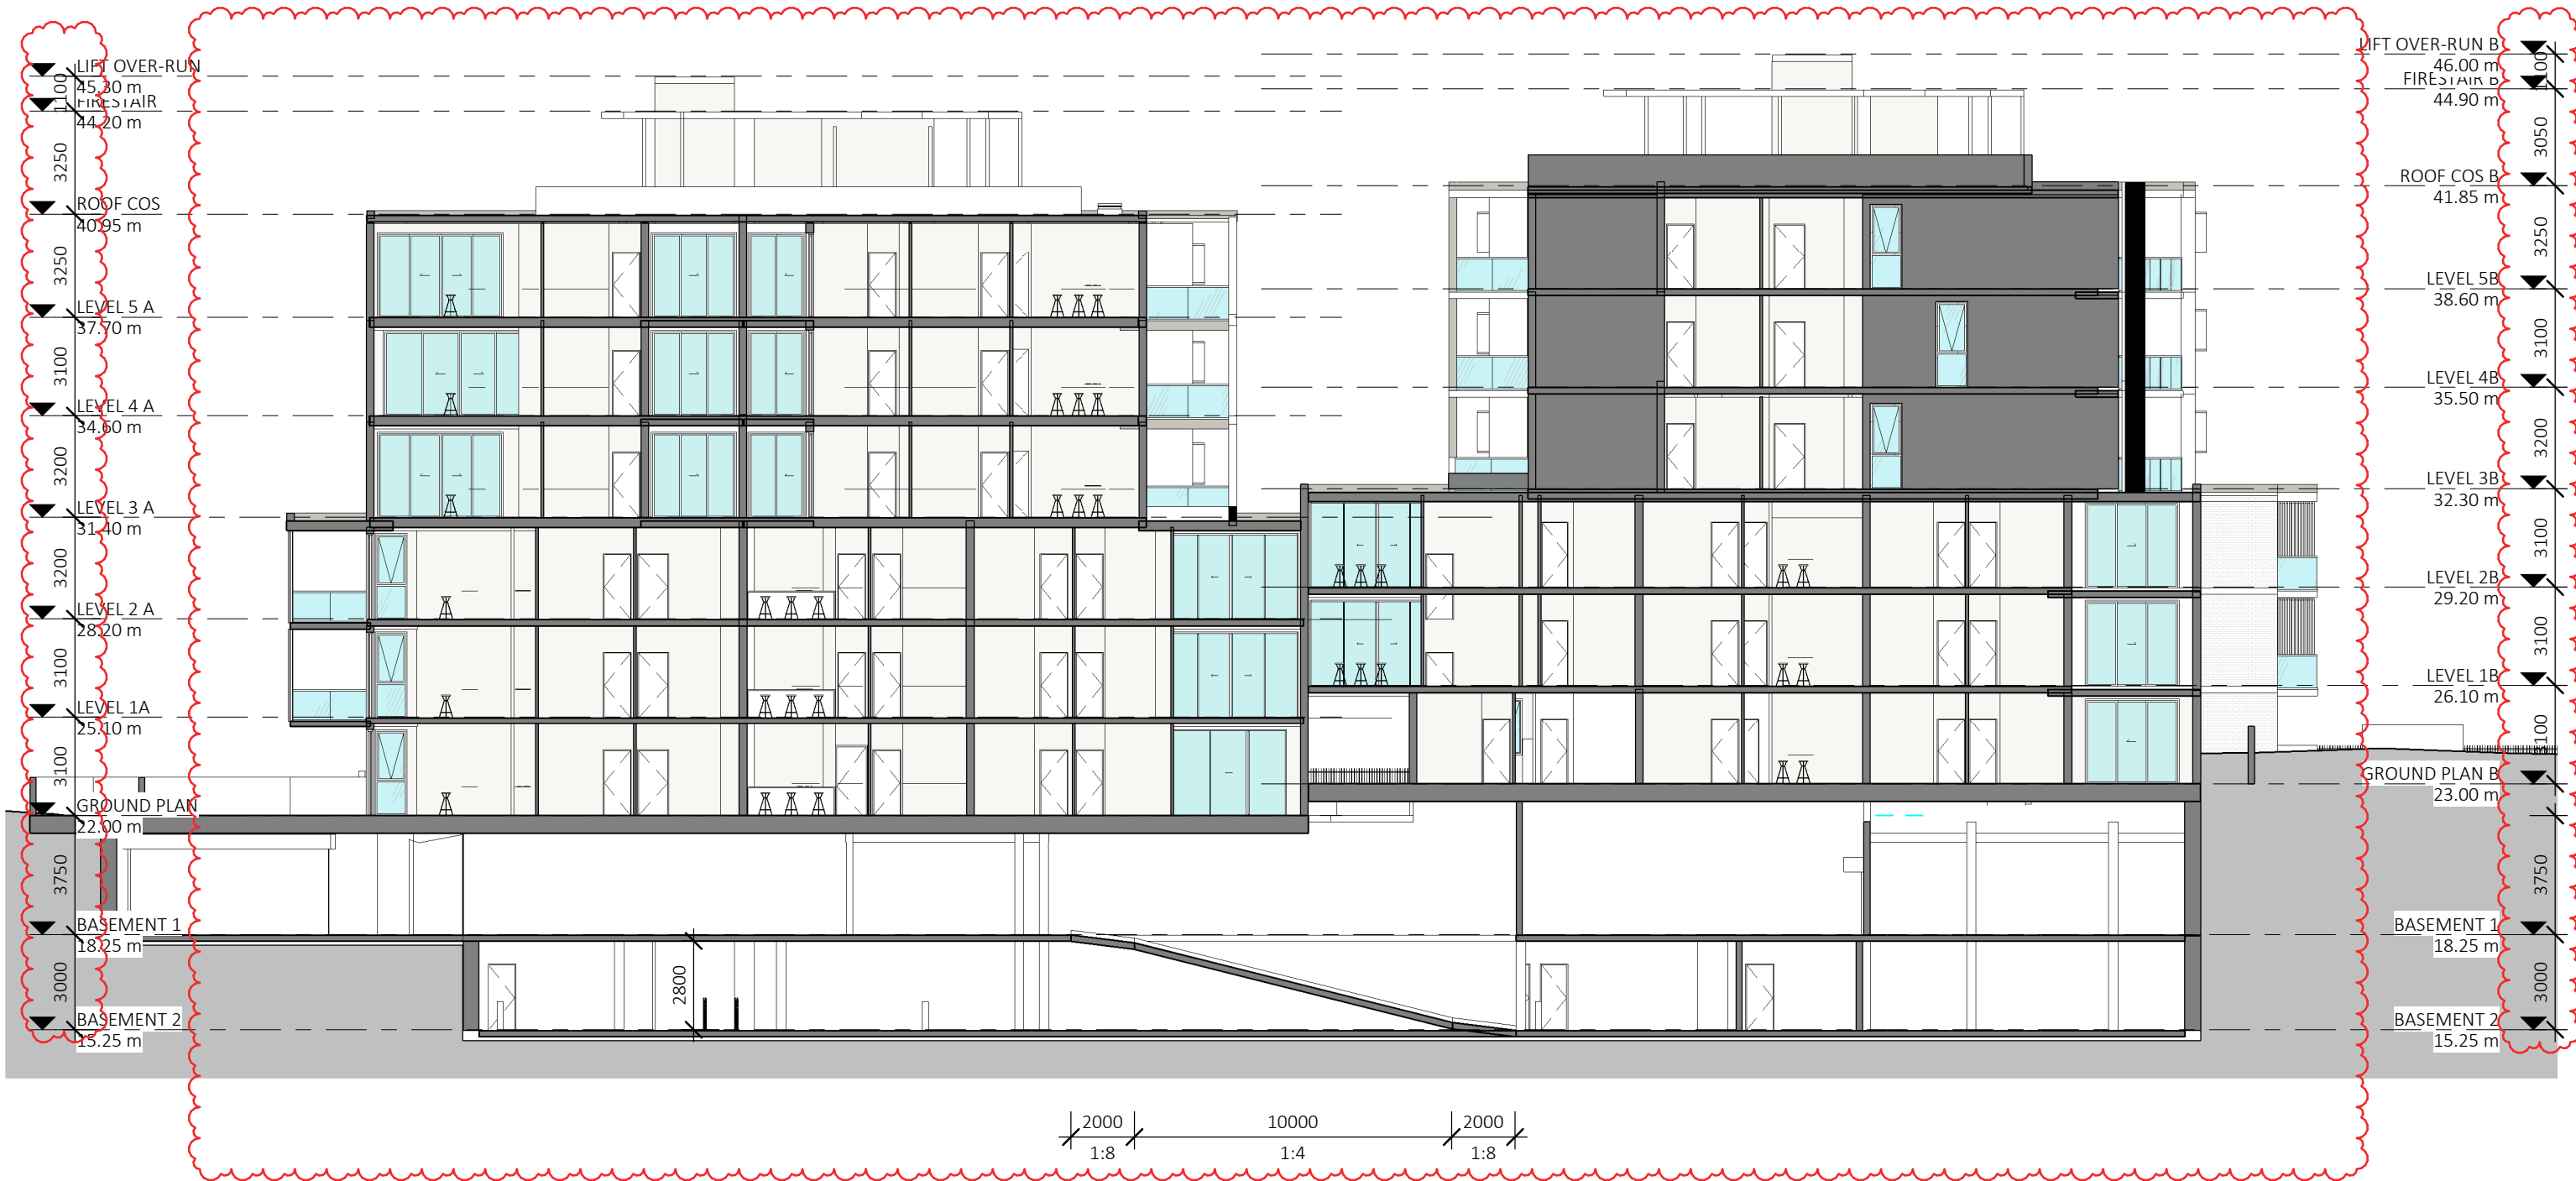 LIFT OVER-RUN
45.30 m
1100
FIRESTAIR
44.20 m
3250
ROOF COS
40.95 m
3250
LEVEL 5 A
37.70 m
3100
LEVEL 4 A
34.60 m
3200
LEVEL 3 A
31.40 m
3200
LEVEL 2 A
28.20 m
3100
LEVEL 1A
25.10 m
3100
GROUND PLAN
22.00 m
3750
BASEMENT 1
18.25 m
3000
BASEMENT 2
15.25 m
2800
2000
10000
2000
1:8
1:4
1:8
LIFT OVER-RUN B
46.00 m
1100
FIRESTAIR B
44.90 m
3050
ROOF COS B
41.85 m
3250
LEVEL 5B
38.60 m
3100
LEVEL 4B
35.50 m
3200
LEVEL 3B
32.30 m
3100
LEVEL 2B
29.20 m
3100
LEVEL 1B
26.10 m
3100
GROUND PLAN B
23.00 m
3750
BASEMENT 1
18.25 m
3000
BASEMENT 2
15.25 m